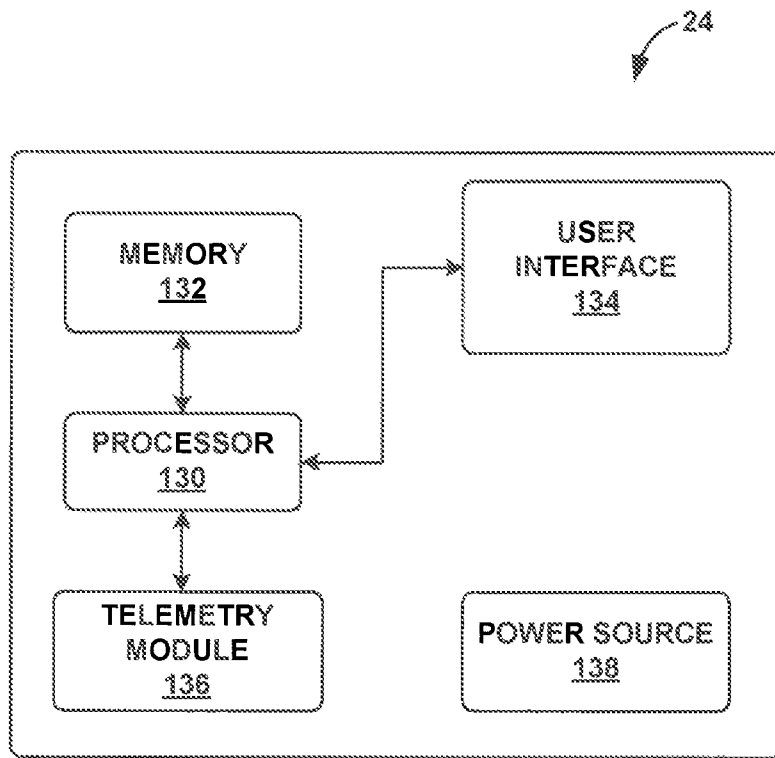 24
MEMORY
132
USER
INTERFACE
134
PROCESSOR
130
TELEMETRY
MODULE
136
POWER SOURCE
138